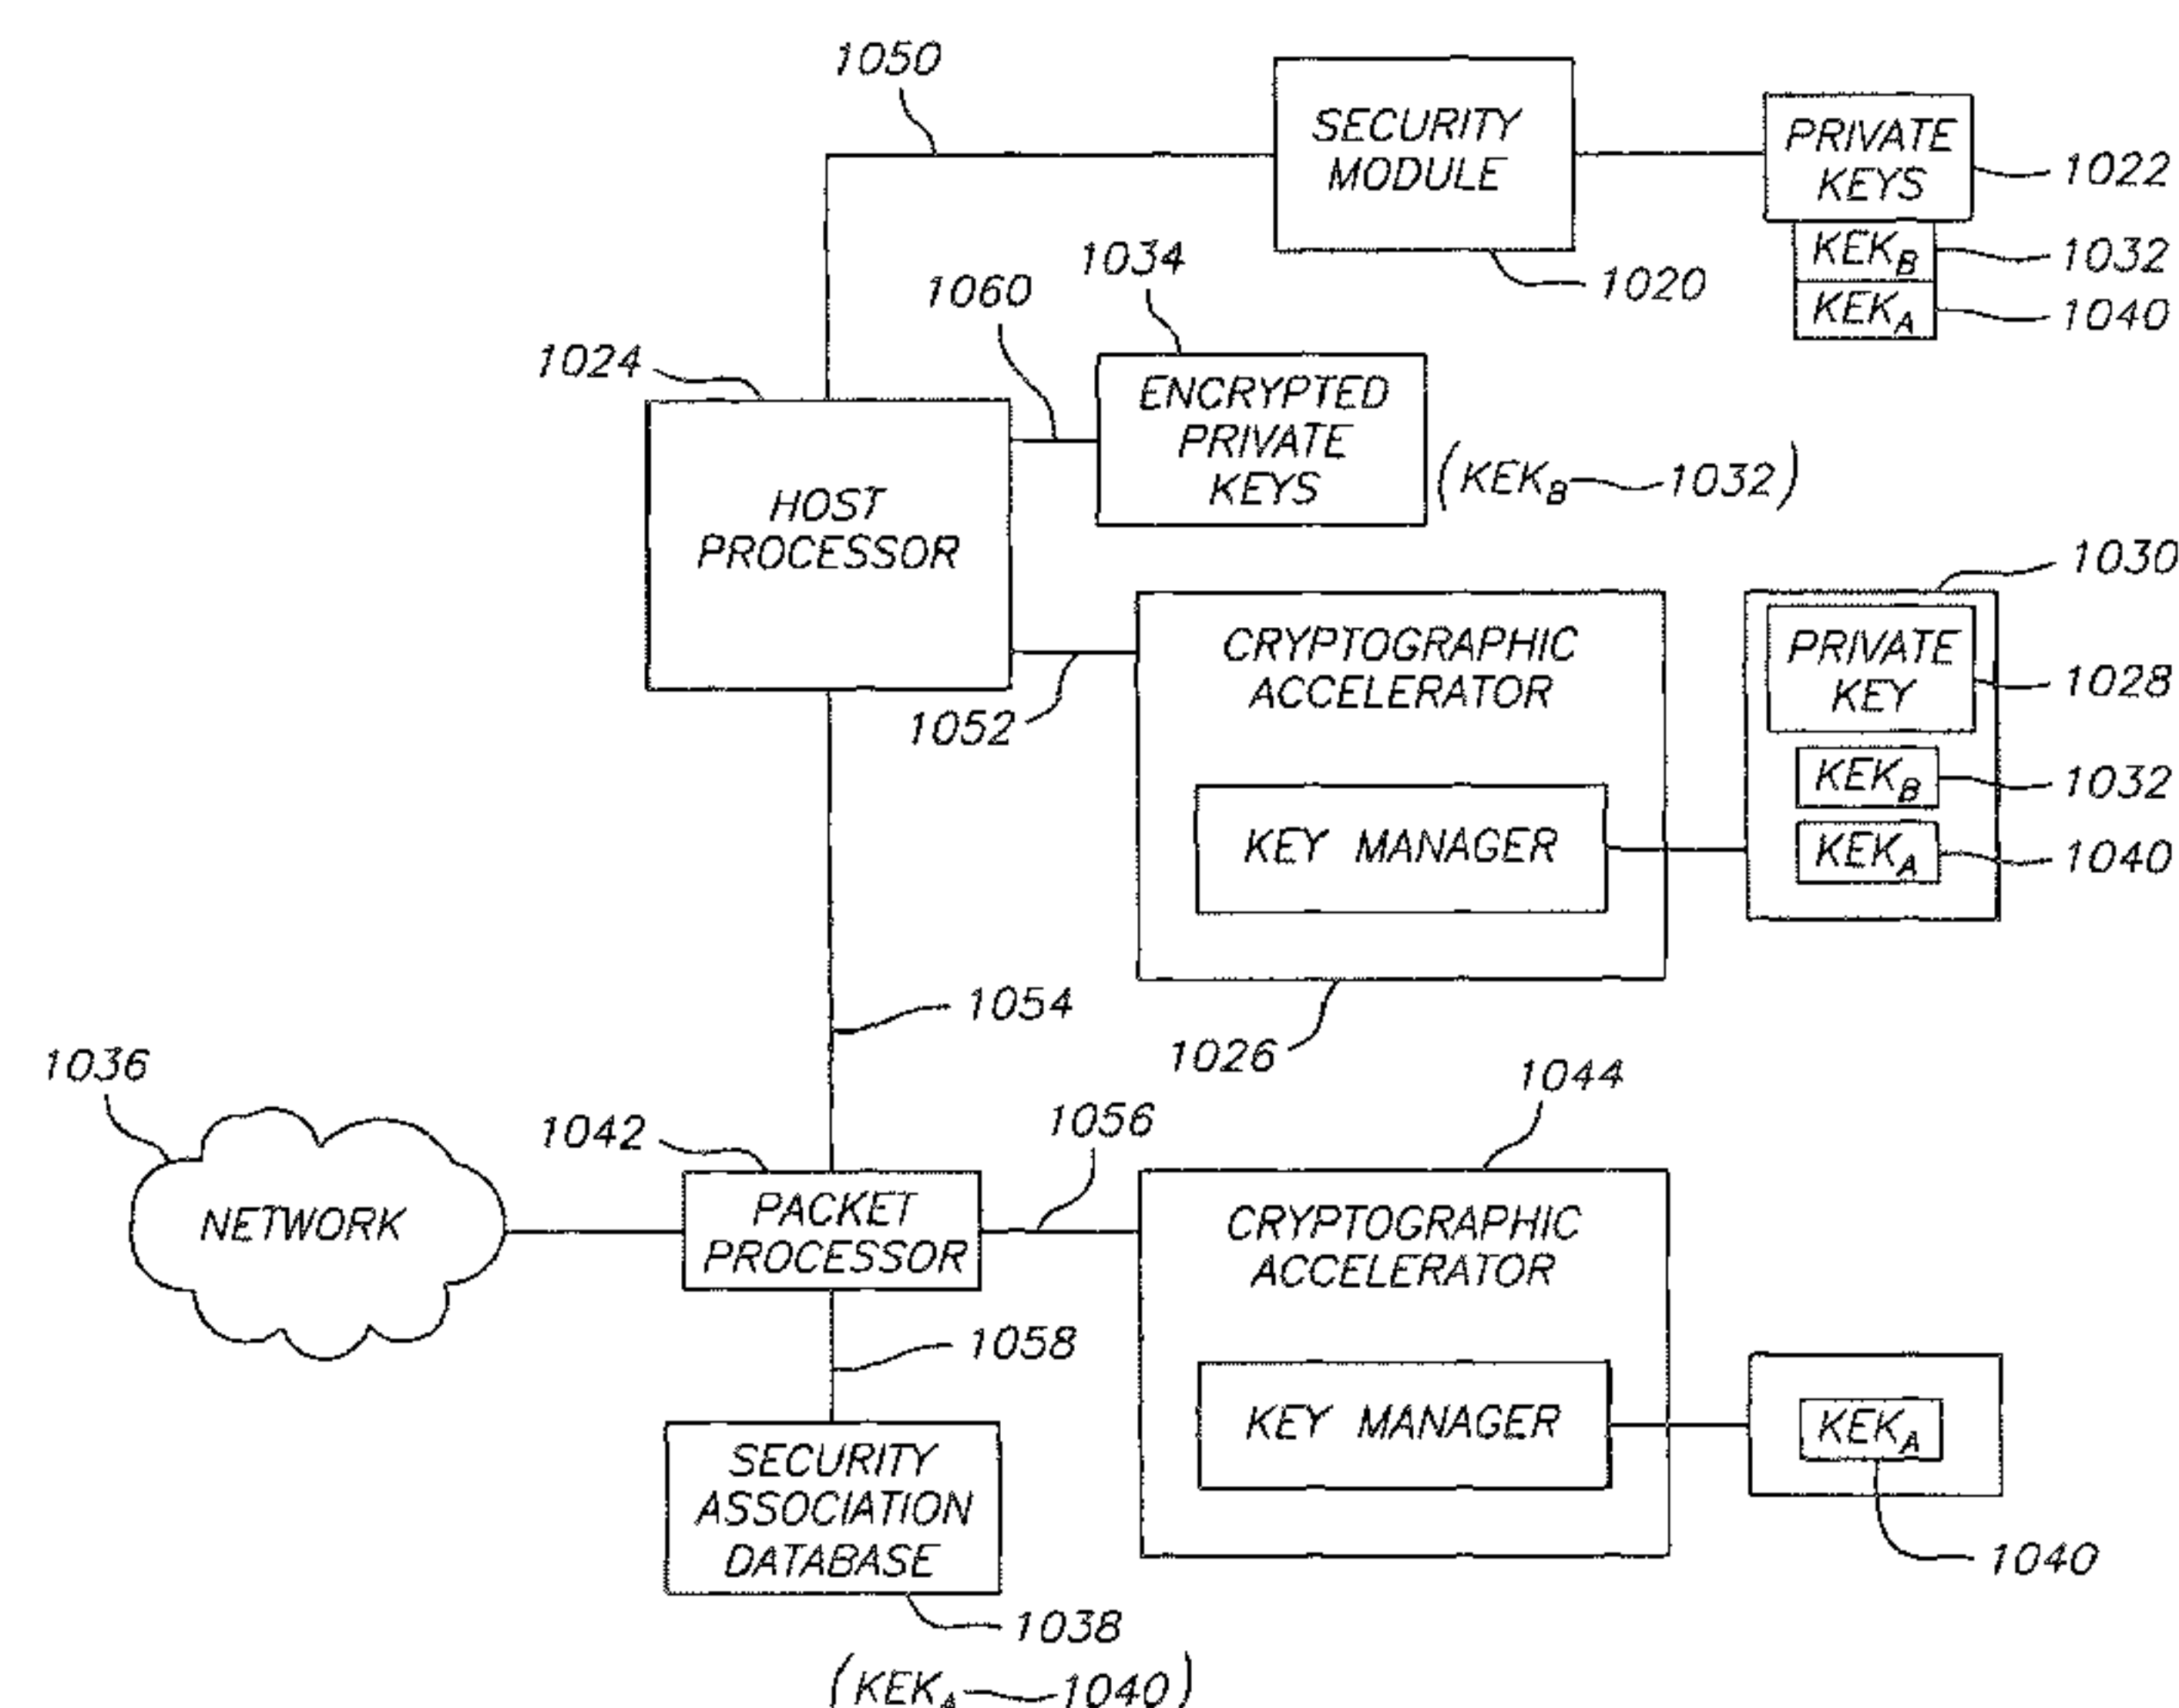 1050
SECURITY
MODULE
PRIVATE
KEYS
1022
KEK_B
1032
KEK_A
1040
1020
1034
1060
1024
ENCRYPTED
PRIVATE
KEYS
(KEK_B 1032)
HOST
PROCESSOR
1030
CRYPTOGRAPHIC
ACCELERATOR
PRIVATE
KEY
1028
1052
KEK_B
1032
KEY MANAGER
KEK_A
1040
1054
1026
1036
1044
1042
1056
NETWORK
PACKET
PROCESSOR
CRYPTOGRAPHIC
ACCELERATOR
1058
KEY MANAGER
KEK_A
SECURITY
ASSOCIATION
DATABASE
1040
1038
(KEK_A 1040)